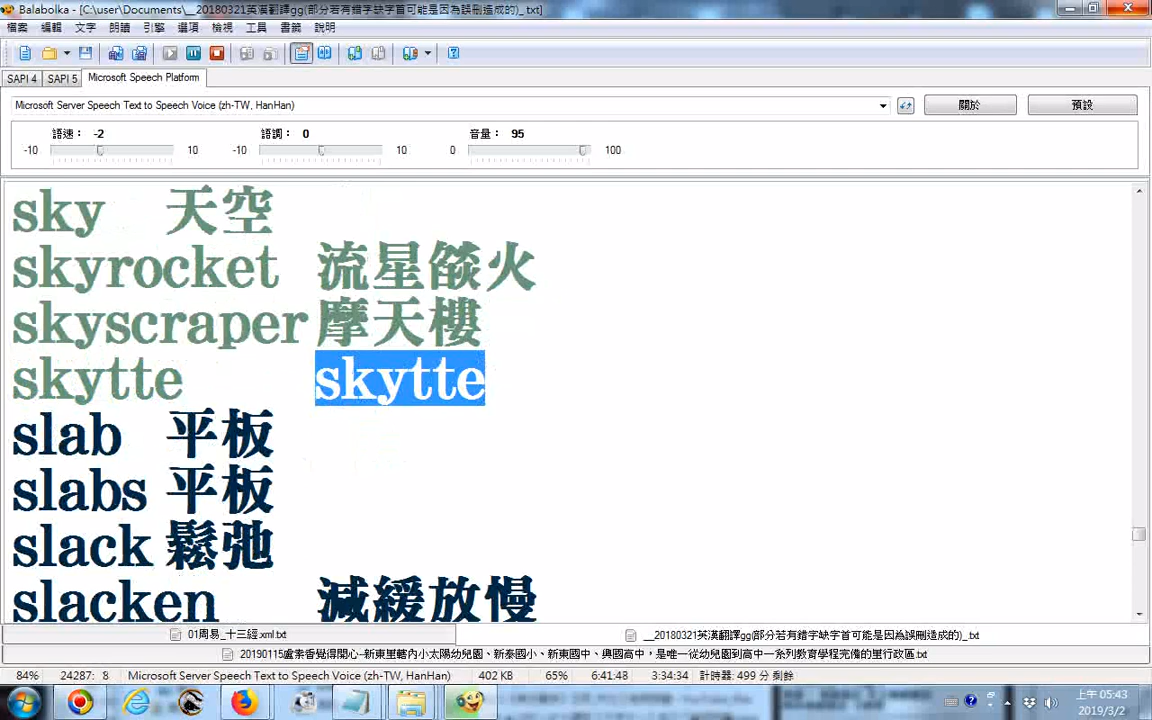 Balabolka - [C:\user\Documents\__20180321英漢翻譯gg(部分若有錯字缺字首可能是因為誤刪造成的)_.txt]
檔案 編輯 文字 朗讀 引擎 選項 檢視 工具 書籤 說明
SAPI 4 SAPI 5 Microsoft Speech Platform
Microsoft Server Speech Text to Speech Voice (zh-TW, HanHan) 關於 預設
語速： -2 語調： 0 音量： 95
-10 10 -10 10 0 100
sky 天空
skyrocket 流星燄火
skyscraper 摩天樓
skytte skytte
slab 平板
slabs 平板
slack 鬆弛
slacken 減緩放慢
01周易_十三經.xml.txt __20180321英漢翻譯gg(部分若有錯字缺字首可能是因為誤刪造成的)_.txt
20190115盧素香覺得開心-新東里轄內小太陽幼兒園、新泰國小、新東國中、興國高中，是唯一從幼兒園到高中一系列教育學程完備的里行政區.txt
84% 24287: 8 Microsoft Server Speech Text to Speech Voice (zh-TW, HanHan) 402 KB 65% 6:41:48 3:34:34 計時器: 499 分 剩餘
上午 05:43
2019/3/2